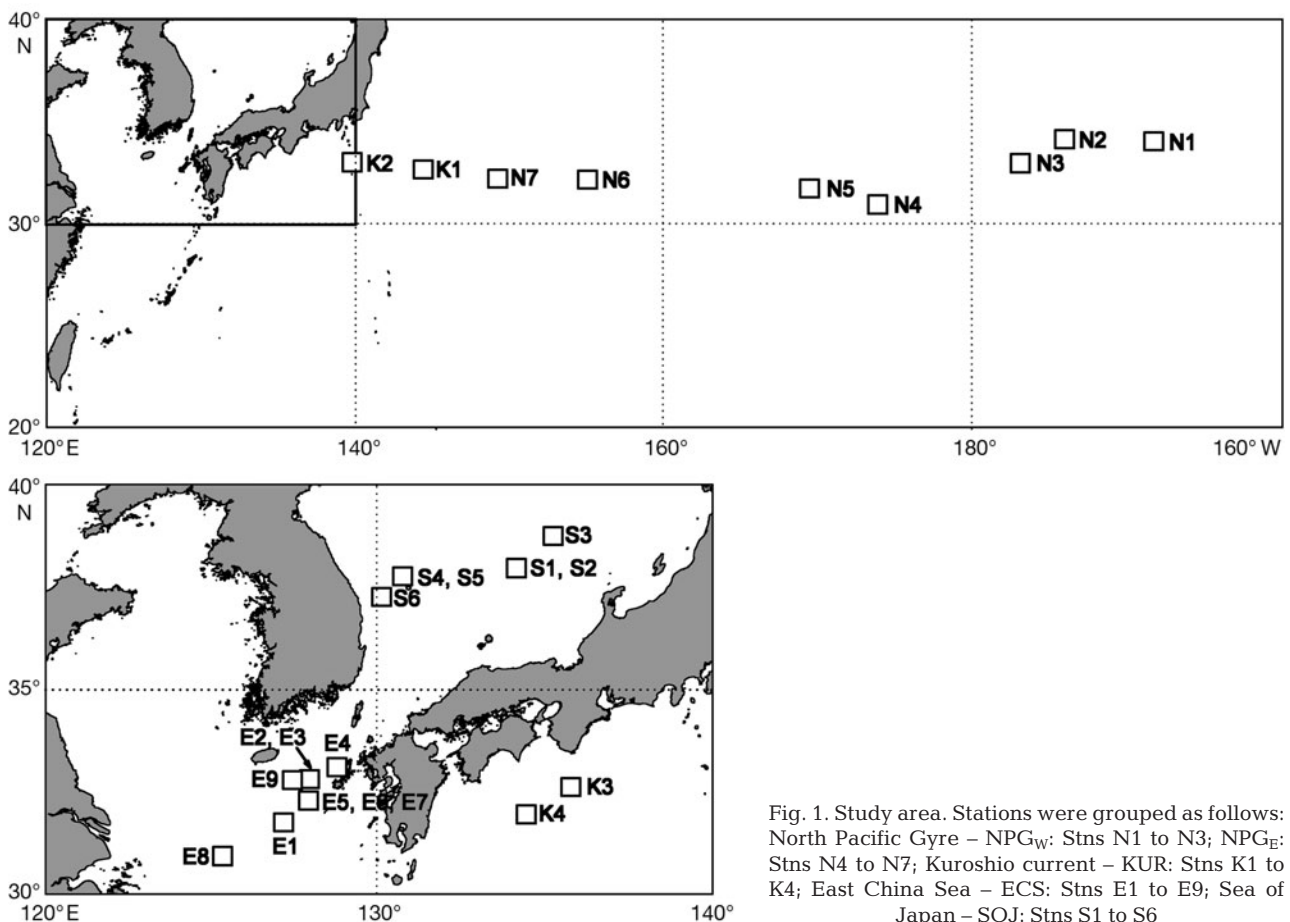 40°
N
K2
K1
N7
N6
N5
N4
N3
N2
N1
30°
20°
120° E
140°
160°
180°
160° W
40°
N
S3
S1, S2
S4, S5
S6
35°
E2, E3
E4
E9
E5, E6, E7
E1
E8
K3
K4
30°
120° E
130°
140°
Fig. 1. Study area. Stations were grouped as follows:
North Pacific Gyre – NPGW: Stns N1 to N3; NPGE:
Stns N4 to N7; Kuroshio current – KUR: Stns K1 to
K4; East China Sea – ECS: Stns E1 to E9; Sea of
Japan – SOJ: Stns S1 to S6